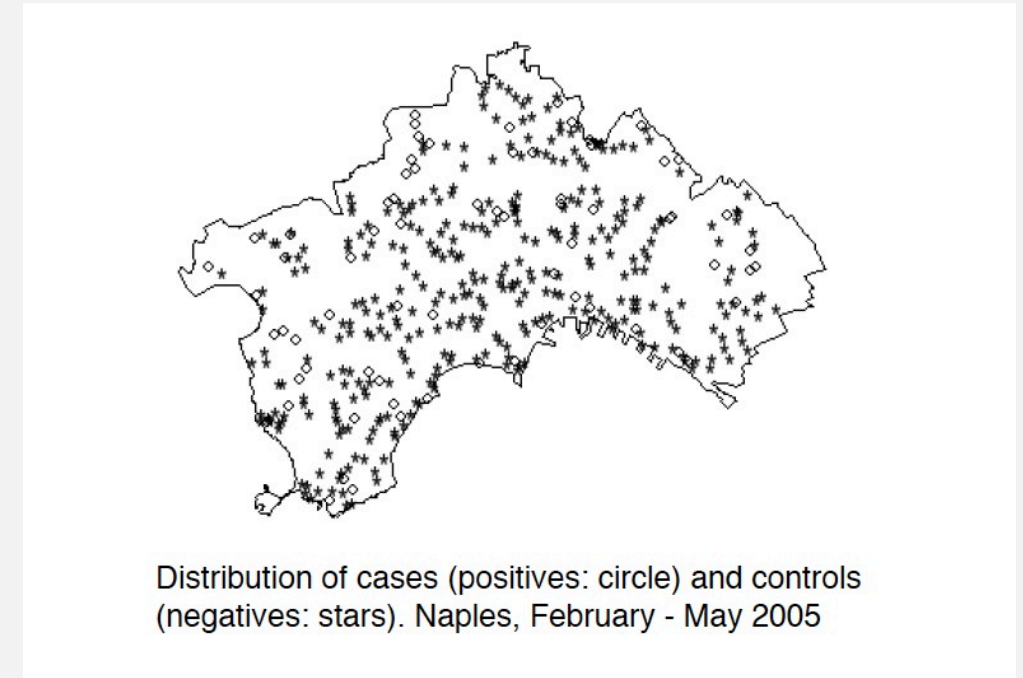 Distribution of cases (positives: circle) and controls
(negatives: stars). Naples, February - May 2005